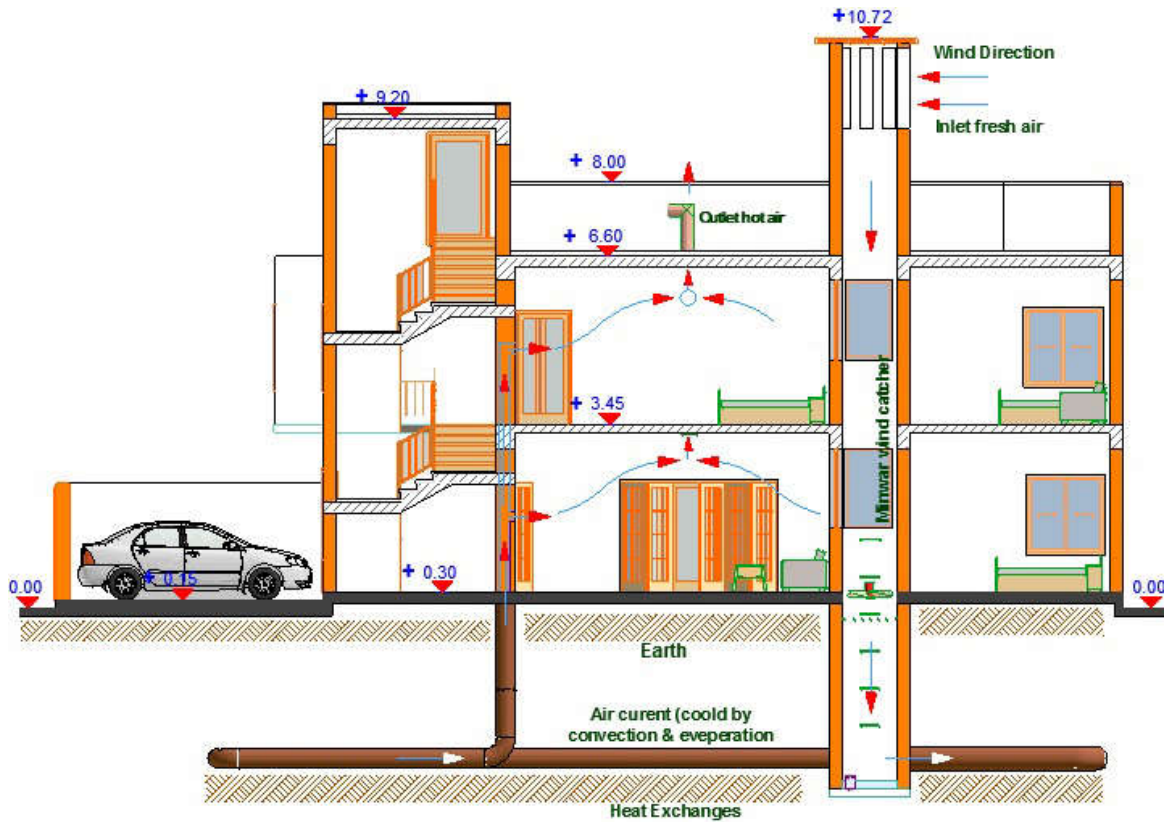 +10.72
Wind Direction
Inlet fresh air
+ 9.20
+ 8.00
Outlet hot air
+ 6.60
+ 3.45
Minwar wind catcher
+ 0.15
+ 0.30
0.00
0.00
Earth
Air curent (coold by
convection & eveperation
Heat Exchanges